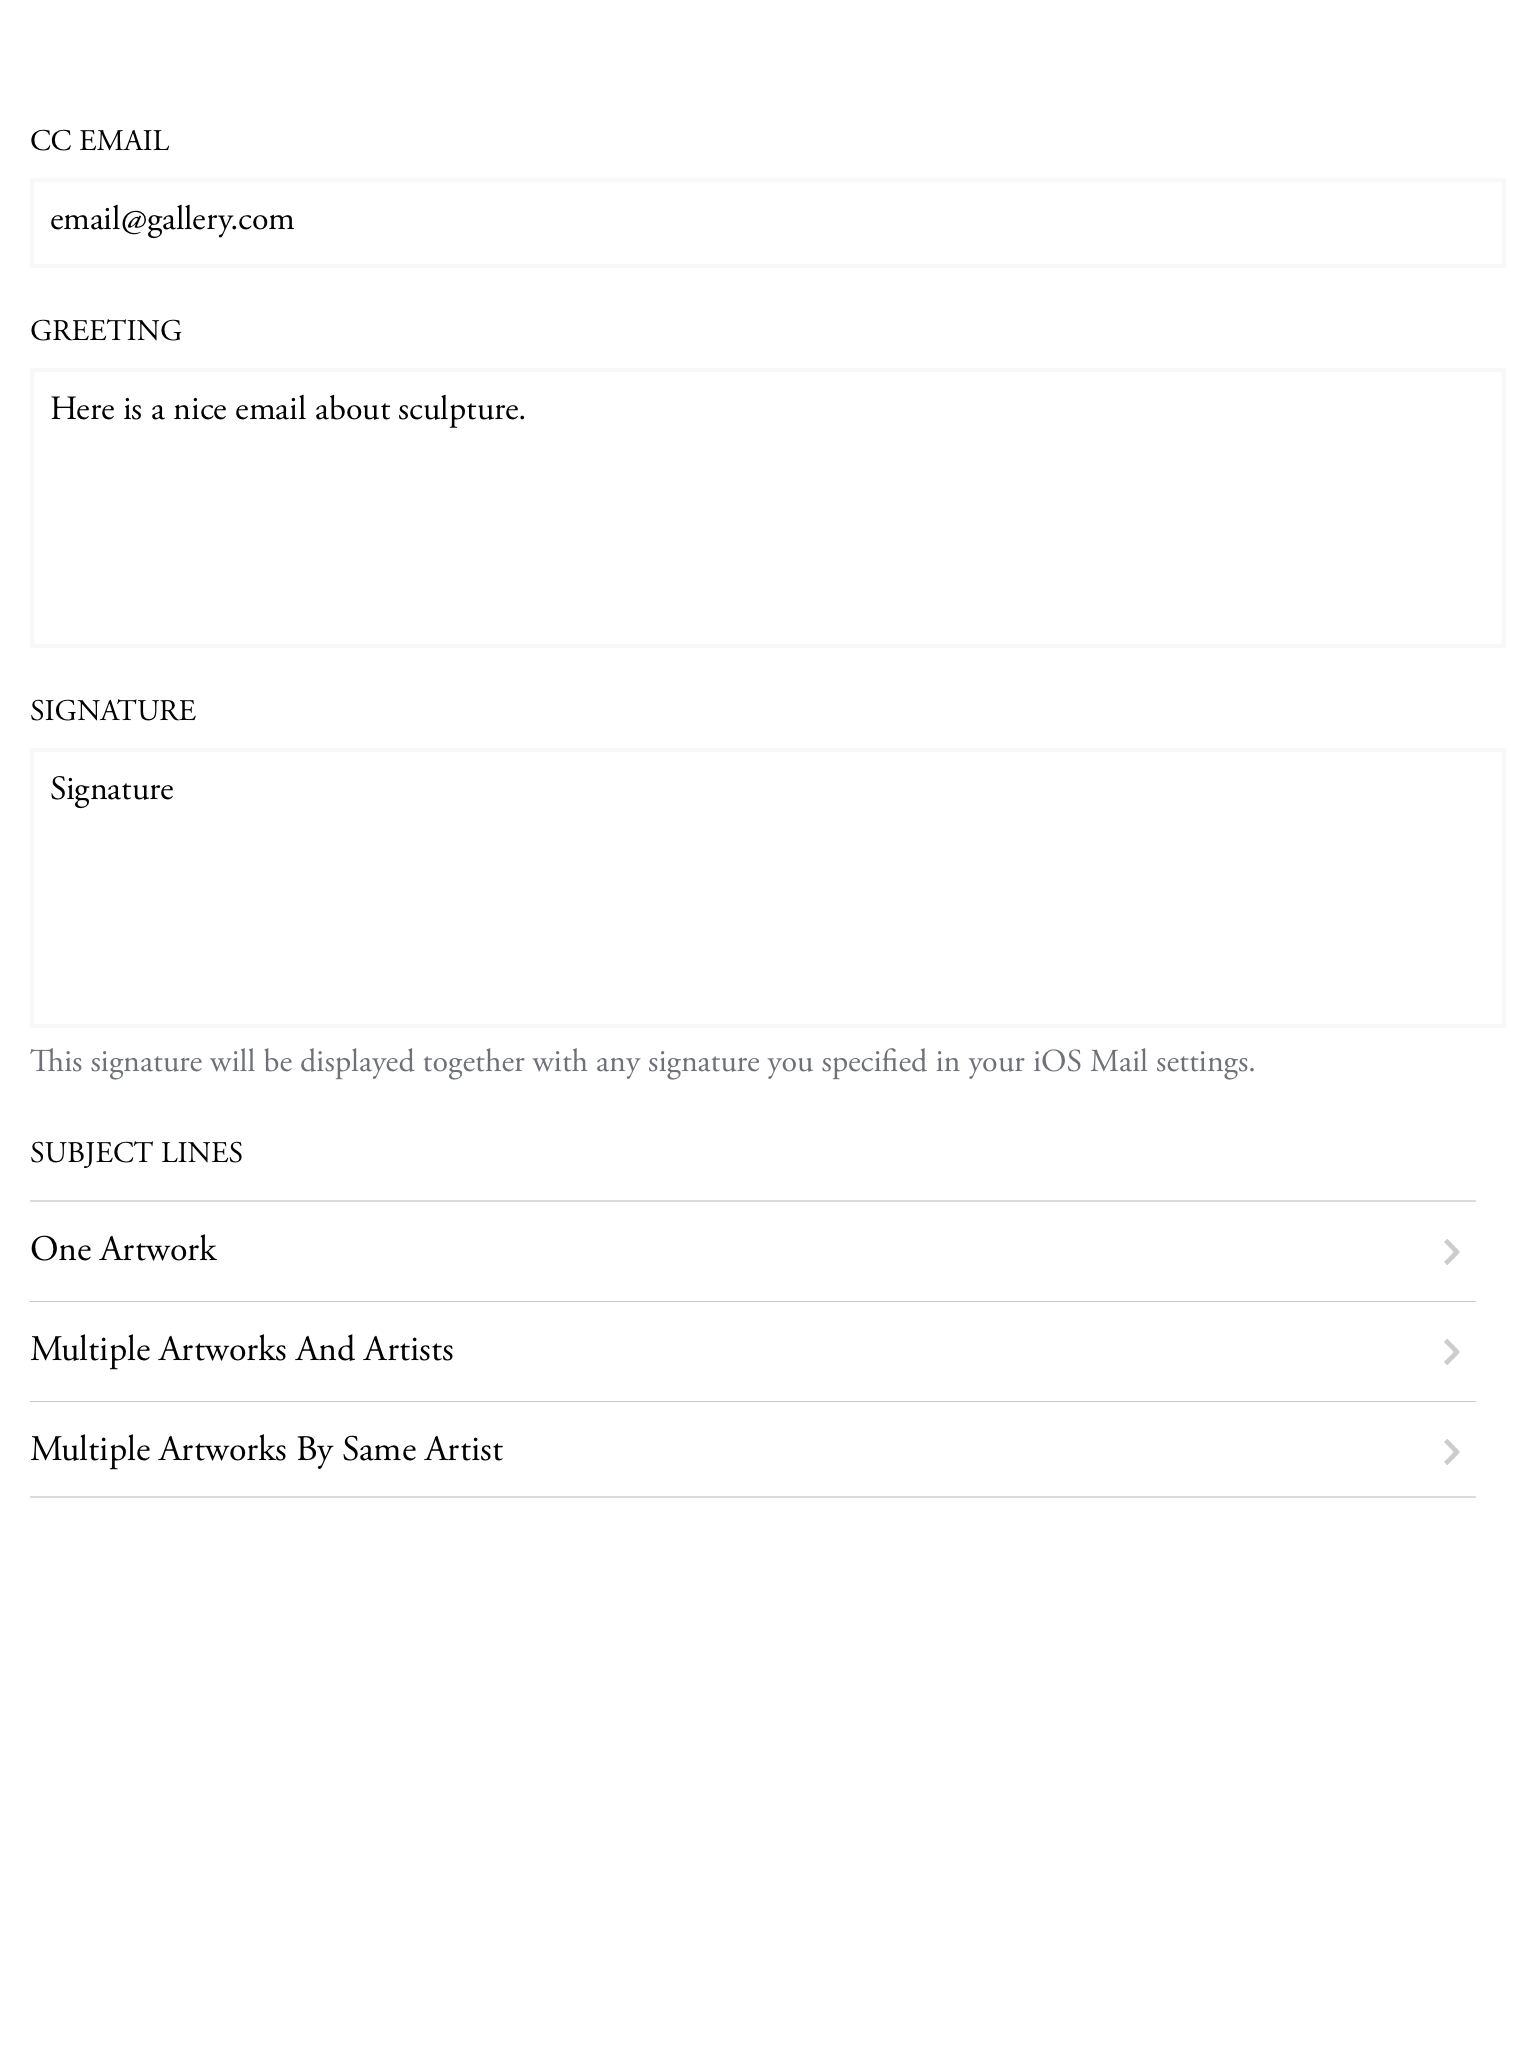 CC EMAIL
email@gallery.com
GREETING
Here is a nice email about sculpture.
SIGNATURE
Signature
This signature will be displayed together with any signature you specified in your iOS Mail settings.
SUBJECT LINES
One Artwork
Multiple Artworks And Artists
Multiple Artworks By Same Artist